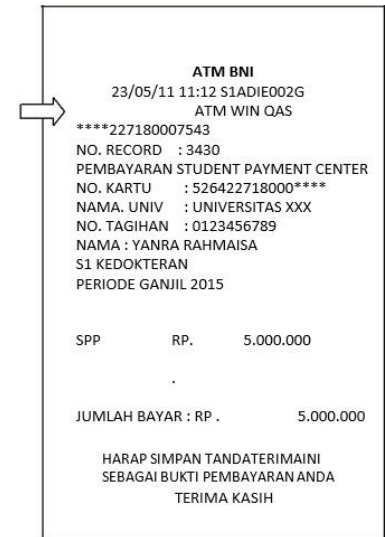 ATM BNI
23/05/11 11:12 S1ADIE002G
ATM WIN QAS
****227180007543
NO. RECORD : 3430
PEMBAYARAN STUDENT PAYMENT CENTER
NO. KARTU : 526422718000****
NAMA. UNIV : UNIVERSITAS XXX
NO. TAGIHAN : 0123456789
NAMA : YANRA RAHMAISA
S1 KEDOKTERAN
PERIODE GANJIL 2015
SPP RP. 5.000.000
.
JUMLAH BAYAR : RP . 5.000.000
HARAP SIMPAN TANDATERIMAINI
SEBAGAI BUKTI PEMBAYARAN ANDA
TERIMA KASIH